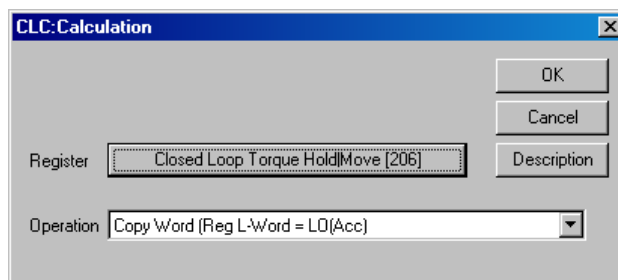 CLC:Calculation
OK
Cancel
Register Closed Loop Torque Hold|Move [206] Description
Operation Copy Word (Reg L-Word = LO(Acc)